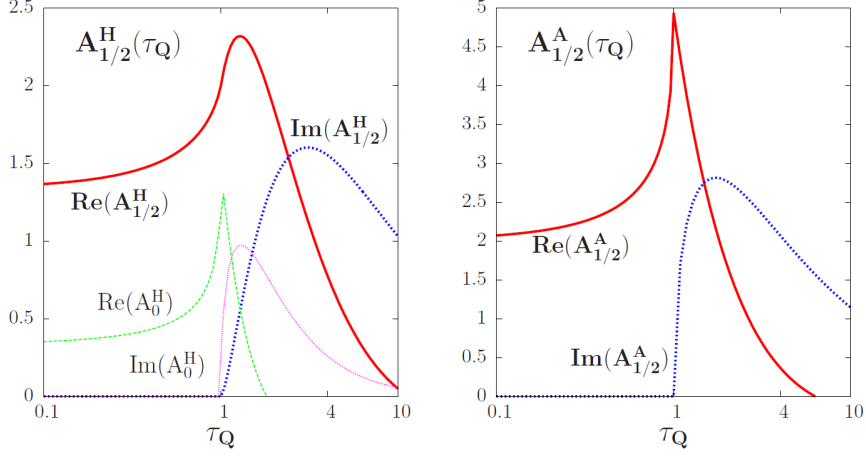 A^H_{1/2}(τ_Q)
2.5
2
1.5
1
0.5
0
Im(A^H_{1/2})
Re(A^H_{1/2})
Re(A^H_0)
Im(A^H_0)
0.1 1 4 10
τ_Q
A^A_{1/2}(τ_Q)
5
4.5
4
3.5
3
2.5
2
1.5
1
0.5
0
Re(A^A_{1/2})
Im(A^A_{1/2})
0.1 1 4 10
τ_Q